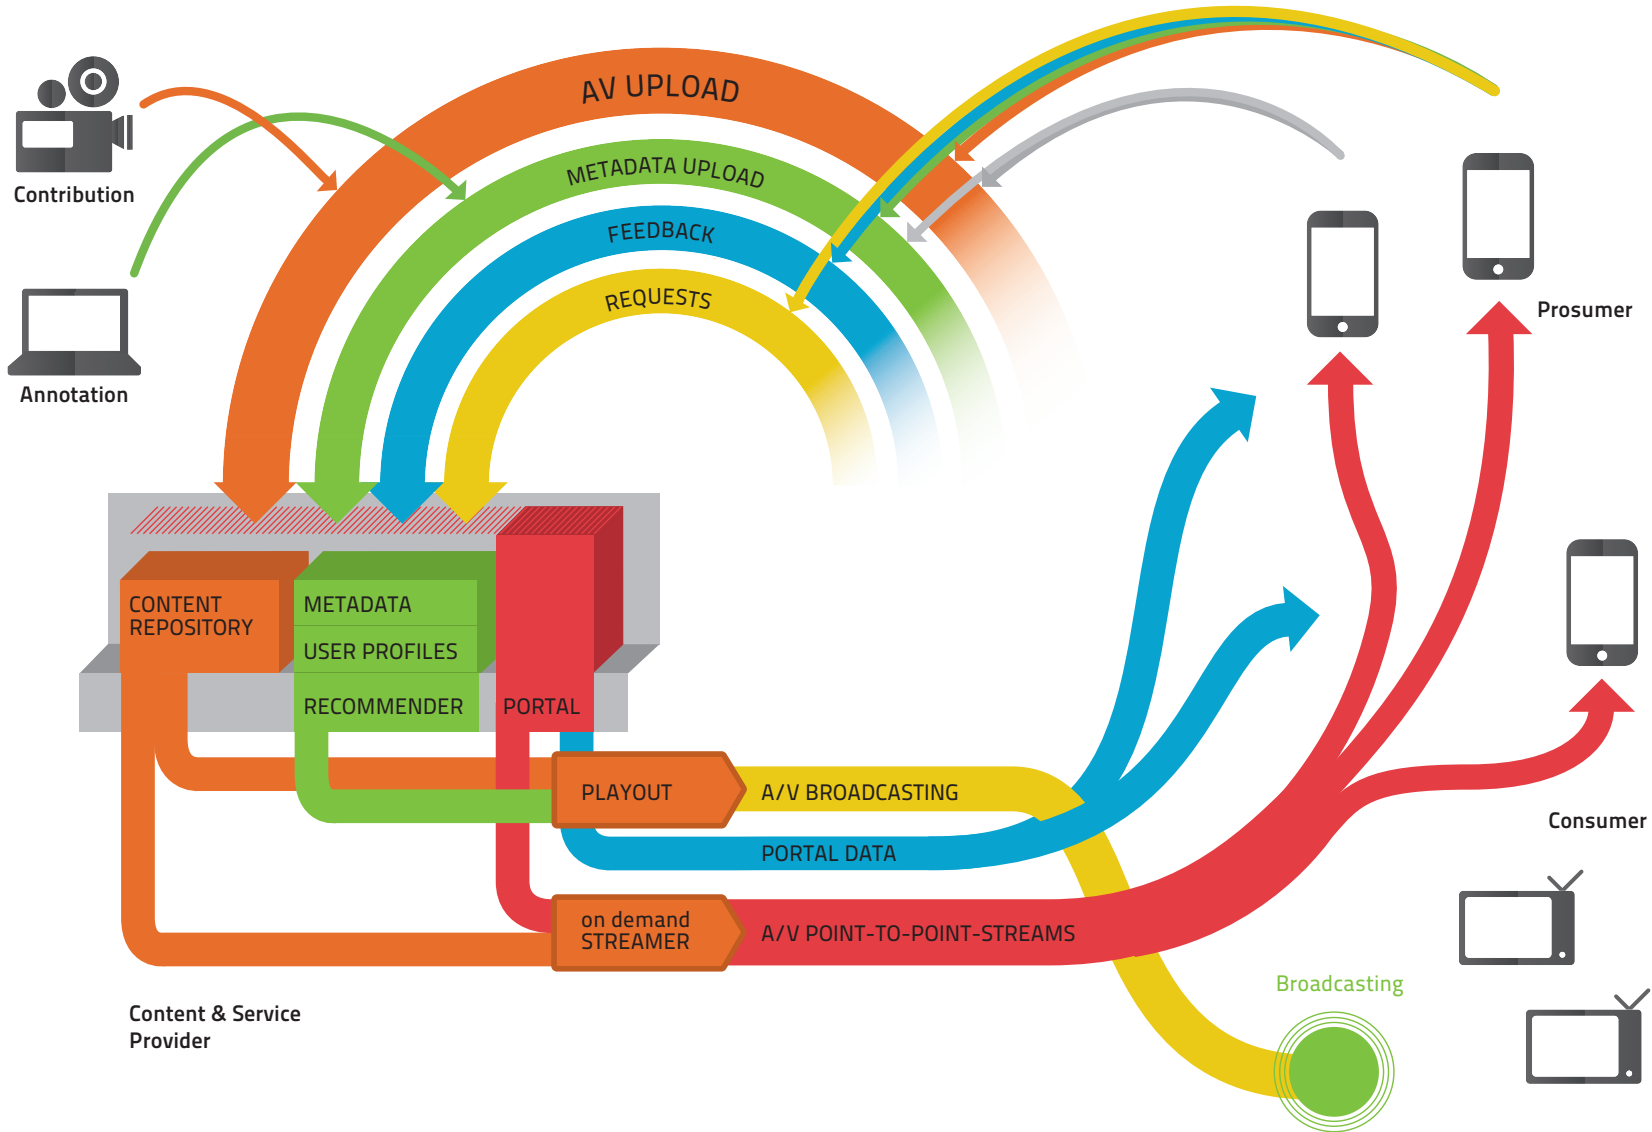 AV UPLOAD
METADATA UPLOAD
FEEDBACK
REQUESTS
Contribution
Annotation
Prosumer
CONTENT
REPOSITORY
METADATA
USER PROFILES
RECOMMENDER
PORTAL
PLAYOUT
A/V BROADCASTING
PORTAL DATA
on demand
STREAMER
A/V POINT-TO-POINT-STREAMS
Consumer
Broadcasting
Content & Service
Provider